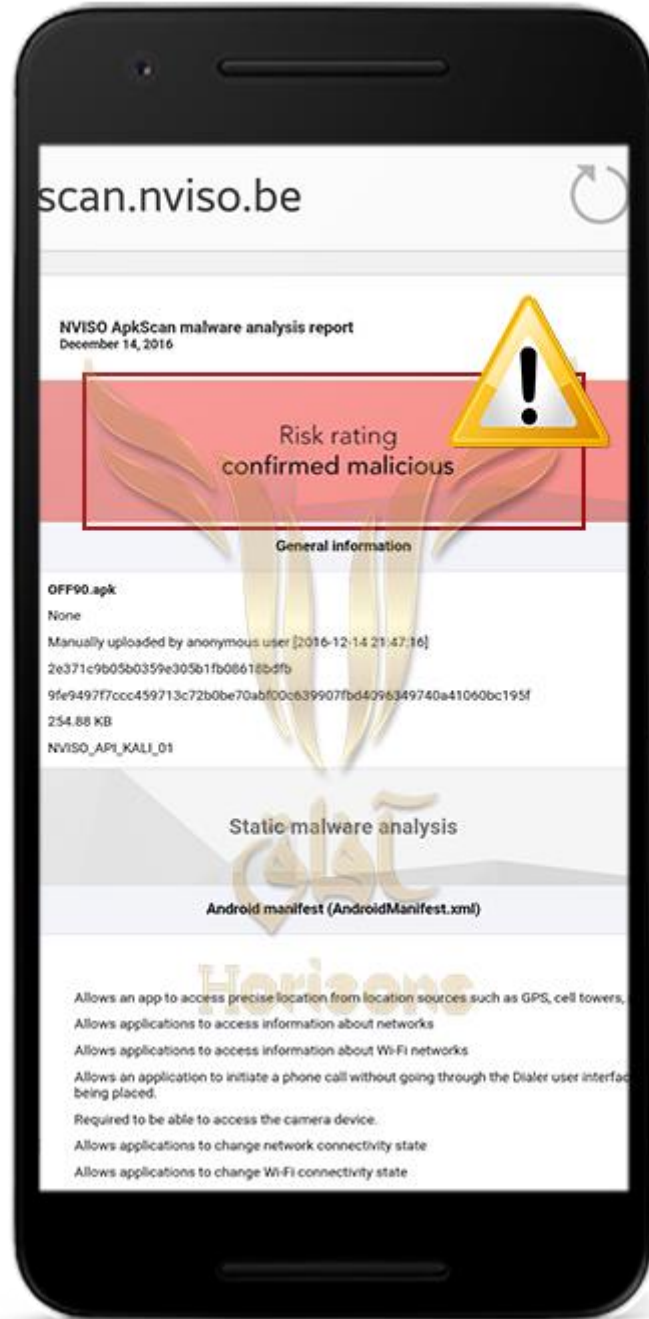 scan.nviso.be
NVISO ApkScan malware analysis report
December 14, 2016
Risk rating
confirmed malicious
General information
OFF90.apk
None
Manually uploaded by anonymous user [2016-12-14 21:47:16]
2e371c9b05b0359e305b1fb08618bdfb
9fe9497f7ccc459713c72b0be70abf00c639907fbd4096349740a41060bc195f
254.88 KB
NVISO_API_KALI_01
Static malware analysis
آفاق
Android manifest (AndroidManifest.xml)
Horizons
Allows an app to access precise location from location sources such as GPS, cell towers,
Allows applications to access information about networks
Allows applications to access information about Wi-Fi networks
Allows an application to initiate a phone call without going through the Dialer user interfac
being placed.
Required to be able to access the camera device.
Allows applications to change network connectivity state
Allows applications to change Wi-Fi connectivity state